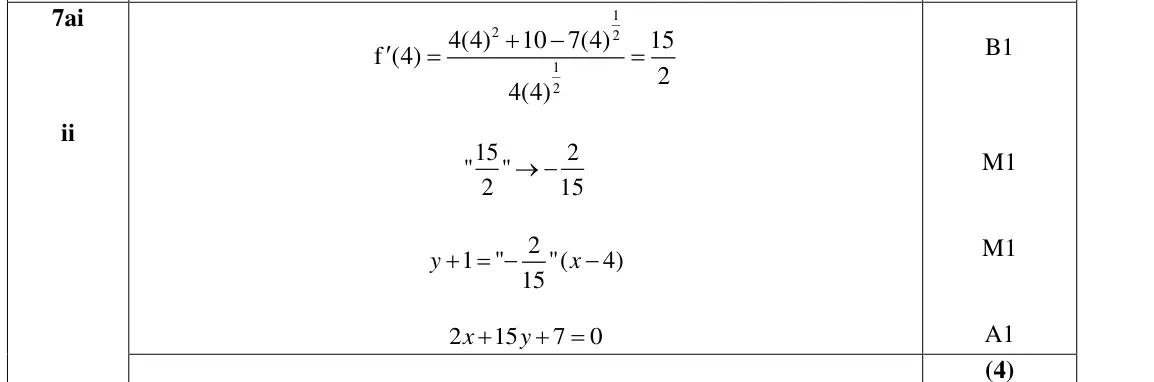 7ai
f ′(4) = (4(4)² + 10 − 7(4)^(1/2)) / (4(4)^(1/2)) = 15/2
B1
ii
"15/2" → −2/15
M1
y + 1 = "−2/15"(x − 4)
M1
2x + 15y + 7 = 0
A1
(4)